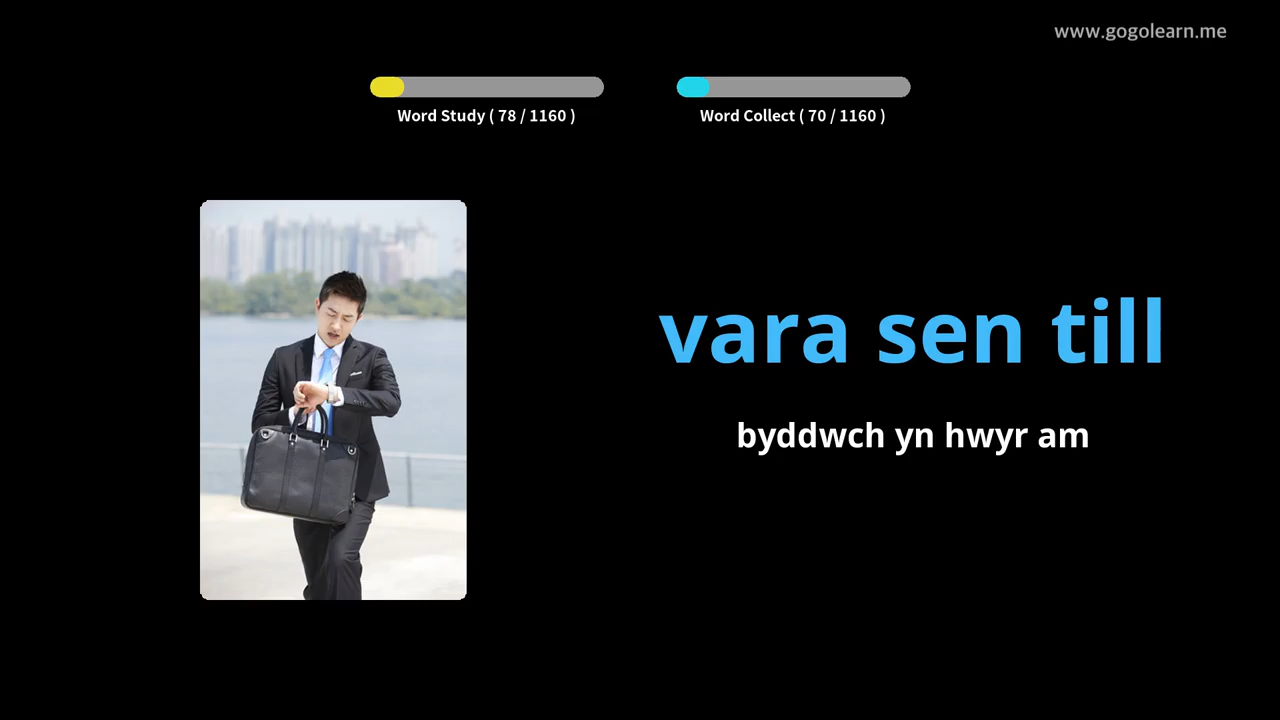 www.gogolearn.me
Word Study ( 78 / 1160 )
Word Collect ( 70 / 1160 )
vara sen till
byddwch yn hwyr am